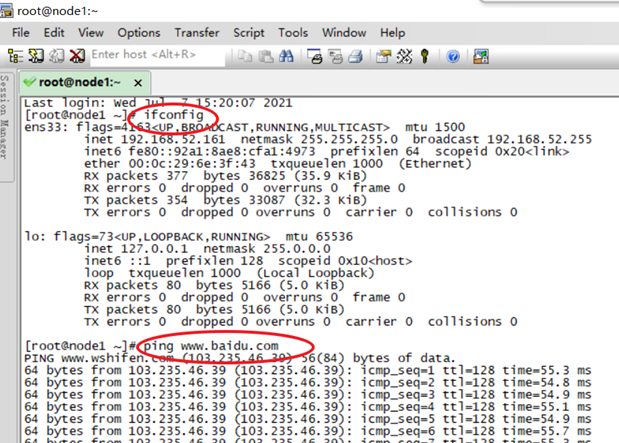 root@node1:~
File Edit View Options Transfer Script Tools Window Help
Enter host <Alt+R>
Session Manager
root@node1:~
Last login: Wed Jul 7 15:20:07 2021
[root@node1 ~]# ifconfig
ens33: flags=4163<UP,BROADCAST,RUNNING,MULTICAST> mtu 1500
inet 192.168.52.161 netmask 255.255.255.0 broadcast 192.168.52.255
inet6 fe80::92a1:8ae8:cfa1:4973 prefixlen 64 scopeid 0x20<link>
ether 00:0c:29:6e:3f:43 txqueuelen 1000 (Ethernet)
RX packets 377 bytes 36825 (35.9 KiB)
RX errors 0 dropped 0 overruns 0 frame 0
TX packets 354 bytes 33087 (32.3 KiB)
TX errors 0 dropped 0 overruns 0 carrier 0 collisions 0
lo: flags=73<UP,LOOPBACK,RUNNING> mtu 65536
inet 127.0.0.1 netmask 255.0.0.0
inet6 ::1 prefixlen 128 scopeid 0x10<host>
loop txqueuelen 1000 (Local Loopback)
RX packets 80 bytes 5166 (5.0 KiB)
RX errors 0 dropped 0 overruns 0 frame 0
TX packets 80 bytes 5166 (5.0 KiB)
TX errors 0 dropped 0 overruns 0 carrier 0 collisions 0
[root@node1 ~]# ping www.baidu.com
PING www.wshifen.com (103.235.46.39) 56(84) bytes of data.
64 bytes from 103.235.46.39 (103.235.46.39): icmp_seq=1 ttl=128 time=55.3 ms
64 bytes from 103.235.46.39 (103.235.46.39): icmp_seq=2 ttl=128 time=54.8 ms
64 bytes from 103.235.46.39 (103.235.46.39): icmp_seq=3 ttl=128 time=54.9 ms
64 bytes from 103.235.46.39 (103.235.46.39): icmp_seq=4 ttl=128 time=55.1 ms
64 bytes from 103.235.46.39 (103.235.46.39): icmp_seq=5 ttl=128 time=54.9 ms
64 bytes from 103.235.46.39 (103.235.46.39): icmp_seq=6 ttl=128 time=55.7 ms